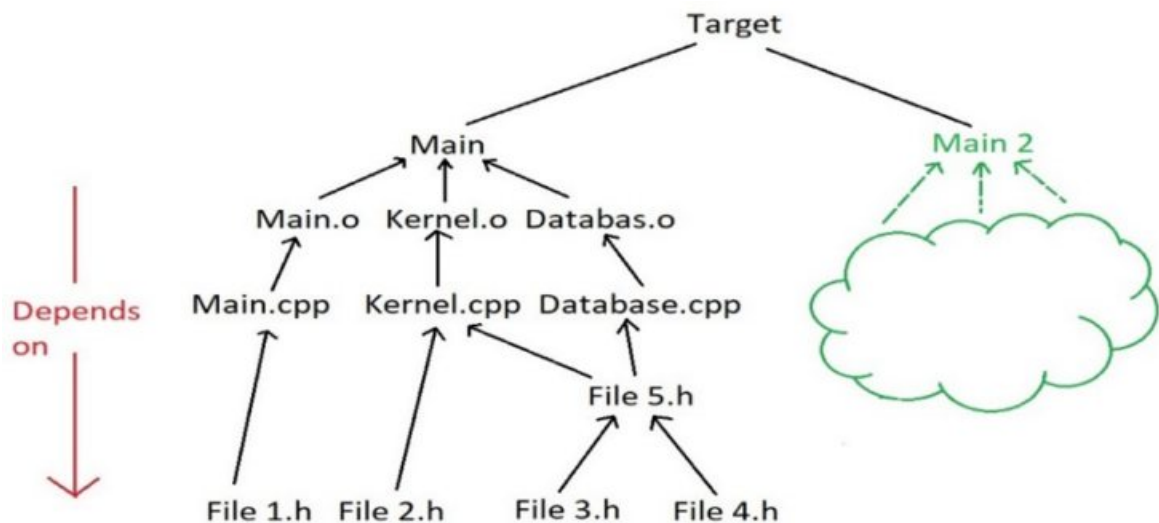 Target
Main
Main 2
Main.o Kernel.o Databas.o
Depends
on
Main.cpp Kernel.cpp Database.cpp
File 5.h
File 1.h File 2.h File 3.h File 4.h